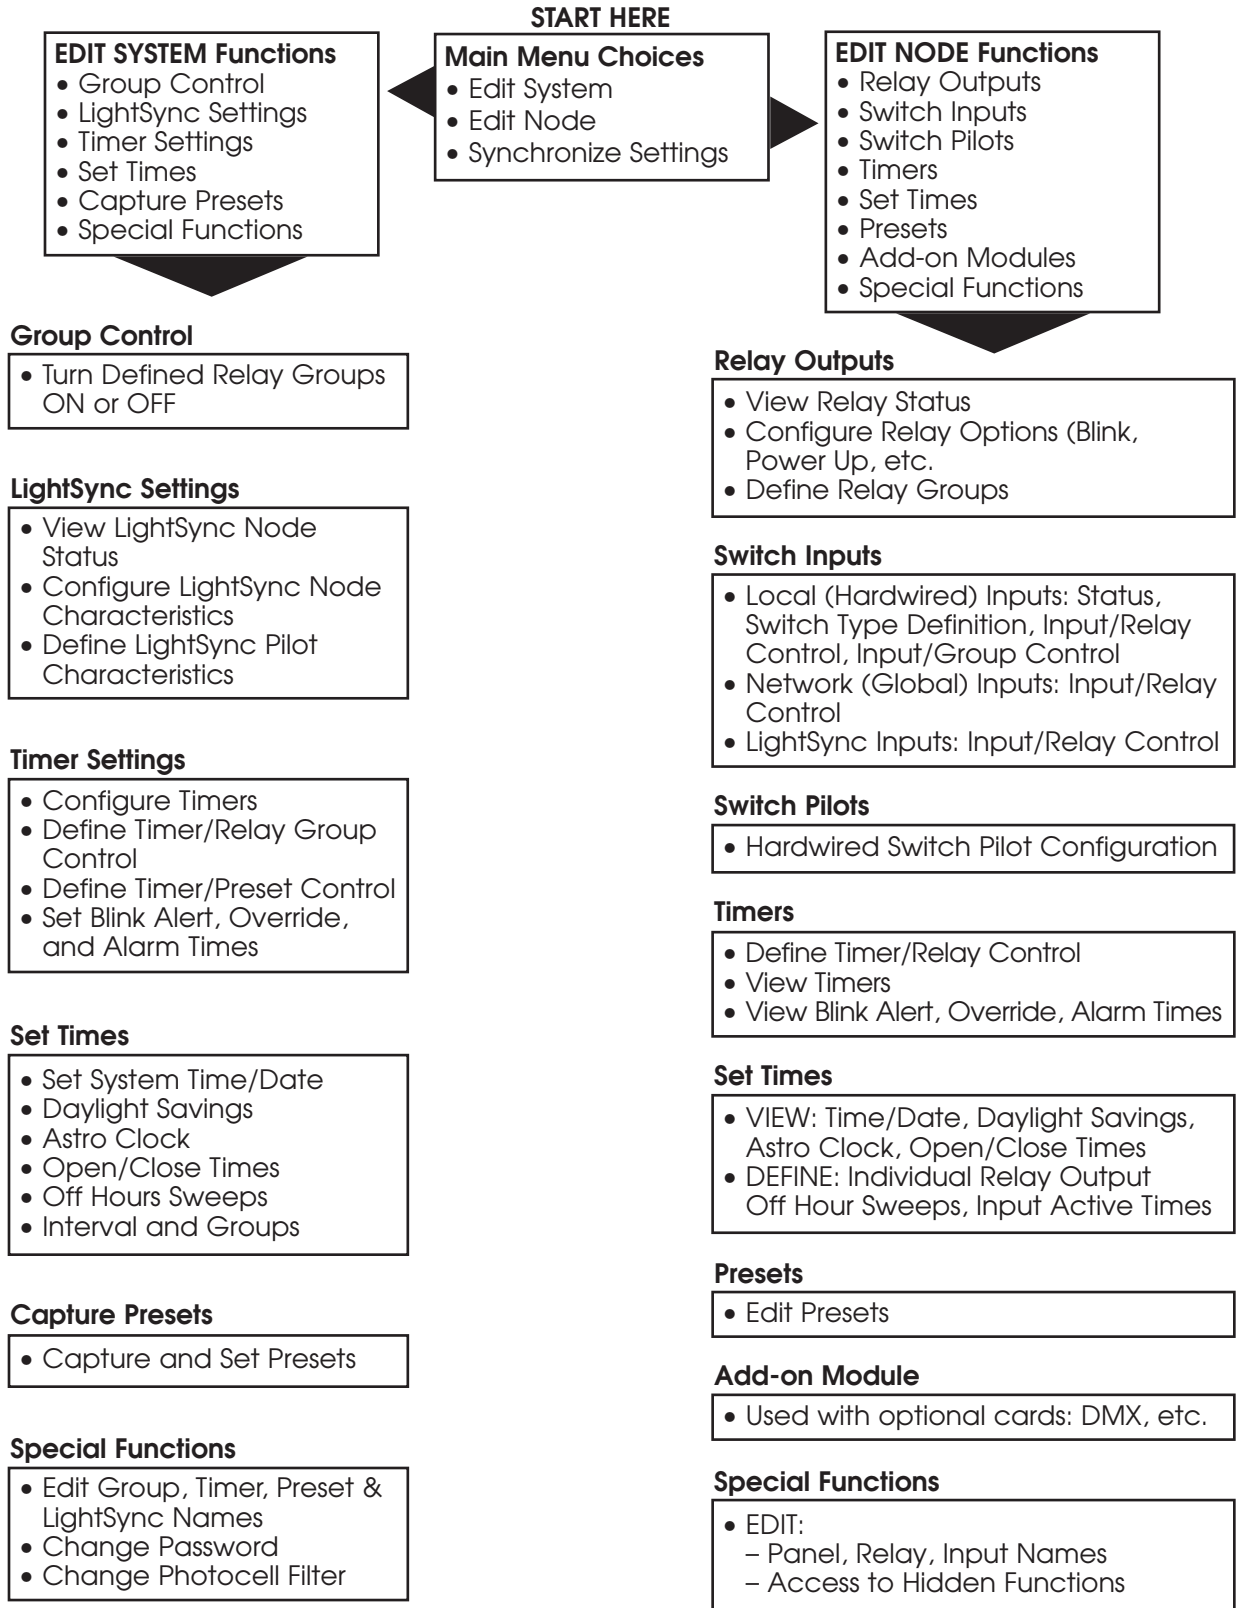 START HERE
EDIT SYSTEM Functions
• Group Control
• LightSync Settings
• Timer Settings
• Set Times
• Capture Presets
• Special Functions
Main Menu Choices
• Edit System
• Edit Node
• Synchronize Settings
EDIT NODE Functions
• Relay Outputs
• Switch Inputs
• Switch Pilots
• Timers
• Set Times
• Presets
• Add-on Modules
• Special Functions
Group Control
• Turn Defined Relay Groups
ON or OFF
LightSync Settings
• View LightSync Node
Status
• Configure LightSync Node
Characteristics
• Define LightSync Pilot
Characteristics
Timer Settings
• Configure Timers
• Define Timer/Relay Group
Control
• Define Timer/Preset Control
• Set Blink Alert, Override,
and Alarm Times
Set Times
• Set System Time/Date
• Daylight Savings
• Astro Clock
• Open/Close Times
• Off Hours Sweeps
• Interval and Groups
Capture Presets
• Capture and Set Presets
Special Functions
• Edit Group, Timer, Preset &
LightSync Names
• Change Password
• Change Photocell Filter
Relay Outputs
• View Relay Status
• Configure Relay Options (Blink,
Power Up, etc.
• Define Relay Groups
Switch Inputs
• Local (Hardwired) Inputs: Status,
Switch Type Definition, Input/Relay
Control, Input/Group Control
• Network (Global) Inputs: Input/Relay
Control
• LightSync Inputs: Input/Relay Control
Switch Pilots
• Hardwired Switch Pilot Configuration
Timers
• Define Timer/Relay Control
• View Timers
• View Blink Alert, Override, Alarm Times
Set Times
• VIEW: Time/Date, Daylight Savings,
Astro Clock, Open/Close Times
• DEFINE: Individual Relay Output
Off Hour Sweeps, Input Active Times
Presets
• Edit Presets
Add-on Module
• Used with optional cards: DMX, etc.
Special Functions
• EDIT:
– Panel, Relay, Input Names
– Access to Hidden Functions